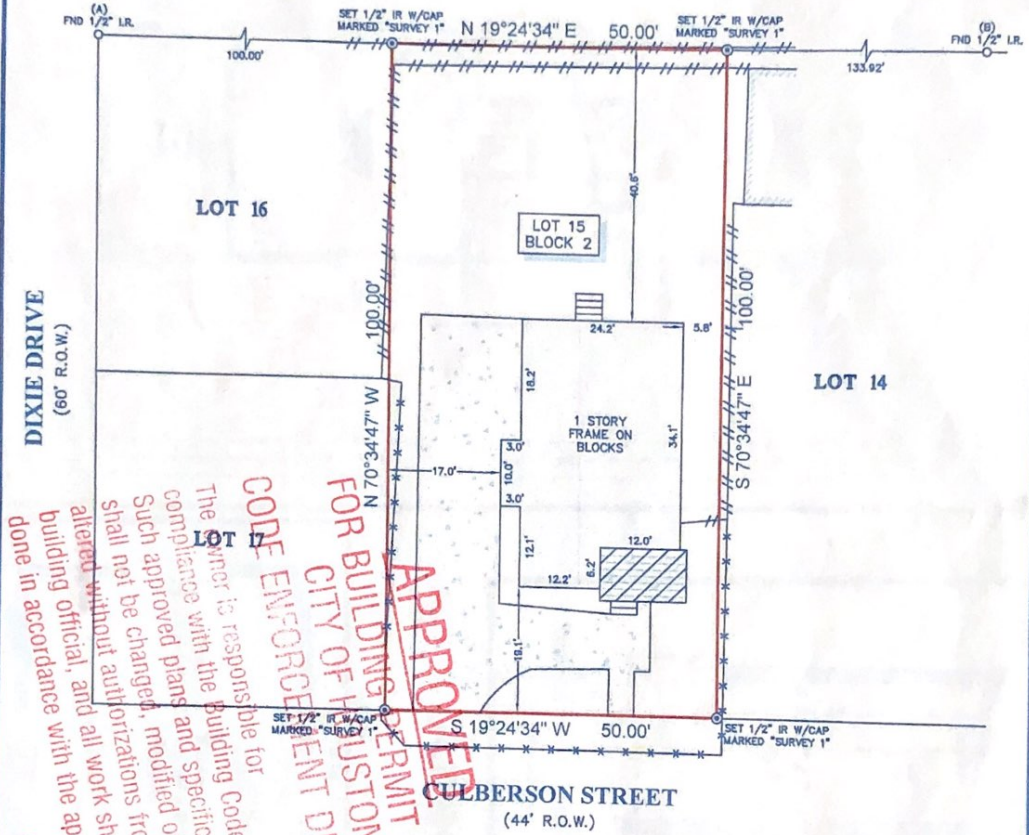 (A)
FND 1/2" I.R.
SET 1/2" IR W/CAP
MARKED "SURVEY 1"
N 19°24'34" E 50.00'
SET 1/2" IR W/CAP
MARKED "SURVEY 1"
(B)
FND 1/2" I.R.
100.00'
133.92'
40.6'
LOT 16
LOT 15
BLOCK 2
100.00'
N 70°34'47" W
100.00'
S 70°34'47" E
24.2'
5.8'
LOT 14
DIXIE DRIVE
(60' R.O.W.)
18.2'
1 STORY
FRAME ON
BLOCKS
34.1'
3.0'
17.0'
10.0'
3.0'
LOT 17
12.1'
12.0'
6.2'
12.2'
19.1'
APPROVED
FOR BUILDING PERMIT
CITY OF HOUSTON
CODE ENFORCEMENT
The owner is responsible for
compliance with the Building Code
Such approved plans and
shall not be changed, modified
altered without authorizations
building official, and all work
done in accordance with the
SET 1/2" IR W/CAP
MARKED "SURVEY 1"
S 19°24'34" W 50.00'
SET 1/2" IR W/CAP
MARKED "SURVEY 1"
CULBERSON STREET
(44' R.O.W.)